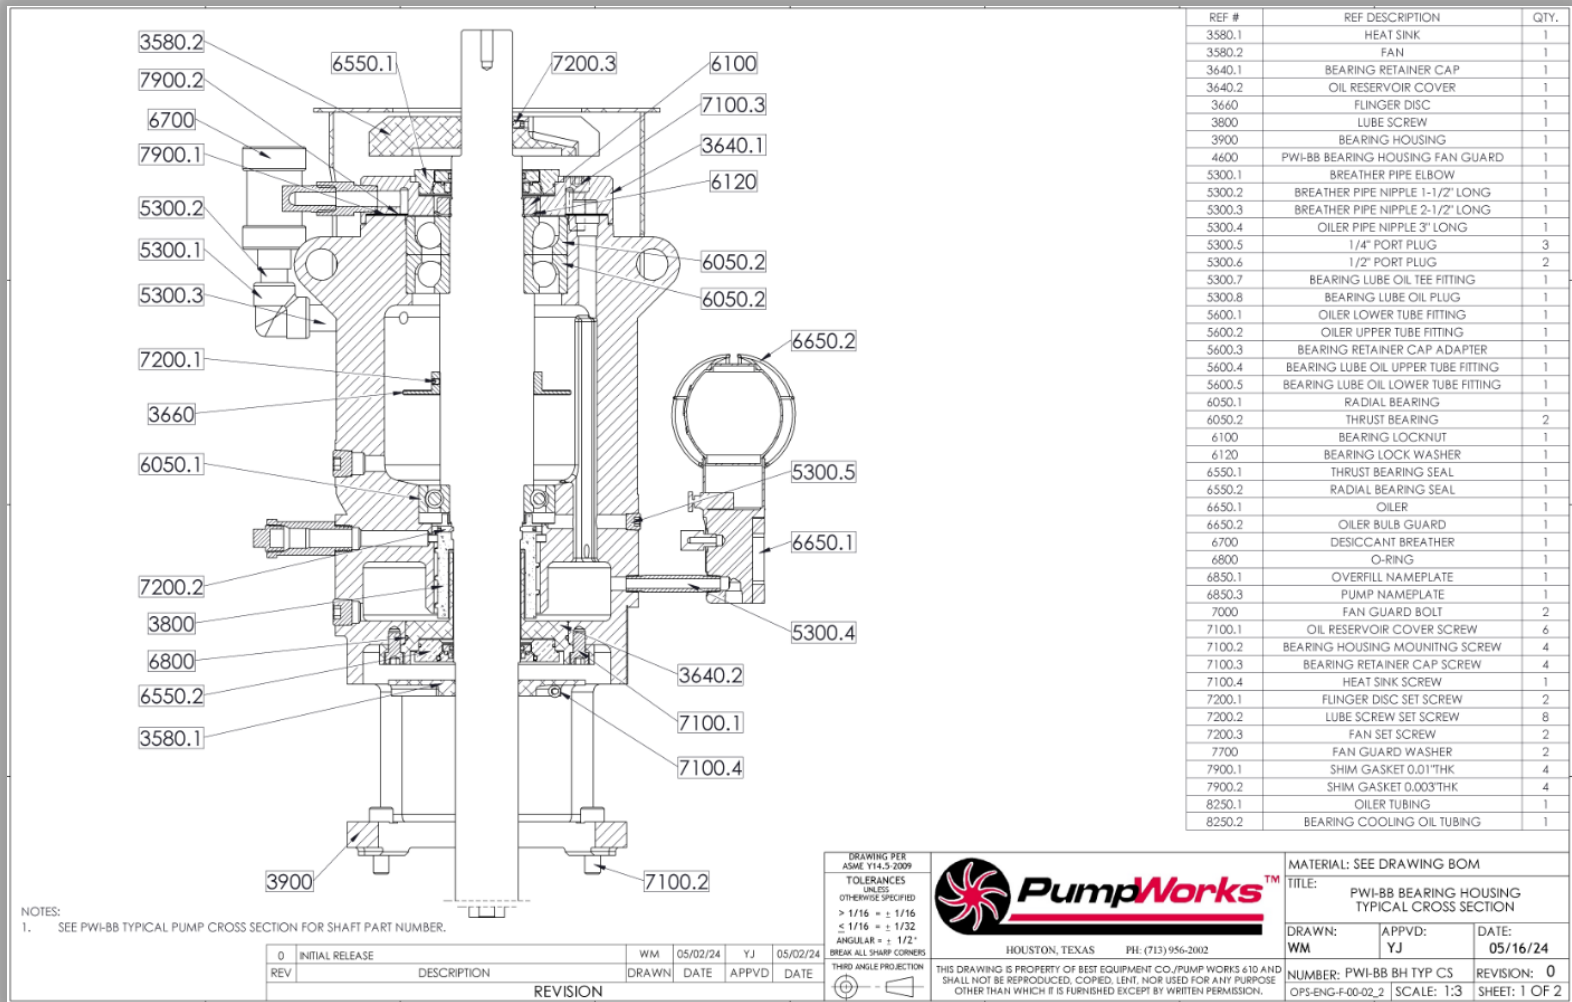 3580.2
7900.2
6700
7900.1
5300.2
5300.1
5300.3
7200.1
3660
6050.1
7200.2
3800
6800
6550.2
3580.1
3900
6550.1
7200.3
6100
7100.3
3640.1
6120
6050.2
6050.2
6650.2
5300.5
6650.1
5300.4
3640.2
7100.1
7100.4
7100.2
REF # REF DESCRIPTION QTY.
3580.1 HEAT SINK 1
3580.2 FAN 1
3640.1 BEARING RETAINER CAP 1
3640.2 OIL RESERVOIR COVER 1
3660 FLINGER DISC 1
3800 LUBE SCREW 1
3900 BEARING HOUSING 1
4600 PWI-BB BEARING HOUSING FAN GUARD 1
5300.1 BREATHER PIPE ELBOW 1
5300.2 BREATHER PIPE NIPPLE 1-1/2" LONG 1
5300.3 BREATHER PIPE NIPPLE 2-1/2" LONG 1
5300.4 OILER PIPE NIPPLE 3" LONG 1
5300.5 1/4" PORT PLUG 3
5300.6 1/2" PORT PLUG 2
5300.7 BEARING LUBE OIL TEE FITTING 1
5300.8 BEARING LUBE OIL PLUG 1
5600.1 OILER LOWER TUBE FITTING 1
5600.2 OILER UPPER TUBE FITTING 1
5600.3 BEARING RETAINER CAP ADAPTER 1
5600.4 BEARING LUBE OIL UPPER TUBE FITTING 1
5600.5 BEARING LUBE OIL LOWER TUBE FITTING 1
6050.1 RADIAL BEARING 1
6050.2 THRUST BEARING 2
6100 BEARING LOCKNUT 1
6120 BEARING LOCK WASHER 1
6550.1 THRUST BEARING SEAL 1
6550.2 RADIAL BEARING SEAL 1
6650.1 OILER 1
6650.2 OILER BULB GUARD 1
6700 DESICCANT BREATHER 1
6800 O-RING 1
6850.1 OVERFILL NAMEPLATE 1
6850.3 PUMP NAMEPLATE 1
7000 FAN GUARD BOLT 2
7100.1 OIL RESERVOIR COVER SCREW 6
7100.2 BEARING HOUSING MOUNITNG SCREW 4
7100.3 BEARING RETAINER CAP SCREW 4
7100.4 HEAT SINK SCREW 1
7200.1 FLINGER DISC SET SCREW 2
7200.2 LUBE SCREW SET SCREW 8
7200.3 FAN SET SCREW 2
7700 FAN GUARD WASHER 2
7900.1 SHIM GASKET 0.01"THK 4
7900.2 SHIM GASKET 0.003"THK 4
8250.1 OILER TUBING 1
8250.2 BEARING COOLING OIL TUBING 1
NOTES:
1. SEE PWI-BB TYPICAL PUMP CROSS SECTION FOR SHAFT PART NUMBER.
0 INITIAL RELEASE WM 05/02/24 YJ 05/02/24
REV DESCRIPTION DRAWN DATE APPVD DATE
REVISION
DRAWING PER
ASME Y14.5-2009
TOLERANCES
UNLESS
OTHERWISE SPECIFIED
> 1/16 = ± 1/16
≤ 1/16 = ± 1/32
ANGULAR = ± 1/2°
BREAK ALL SHARP CORNERS
THIRD ANGLE PROJECTION
PumpWorks™
HOUSTON, TEXAS PH: (713) 956-2002
THIS DRAWING IS PROPERTY OF BEST EQUIPMENT CO./PUMP WORKS 610 AND
SHALL NOT BE REPRODUCED, COPIED, LENT, NOR USED FOR ANY PURPOSE
OTHER THAN WHICH IT IS FURNISHED EXCEPT BY WRITTEN PERMISSION.
MATERIAL: SEE DRAWING BOM
TITLE:
PWI-BB BEARING HOUSING
TYPICAL CROSS SECTION
DRAWN: APPVD: DATE:
WM YJ 05/16/24
NUMBER: PWI-BB BH TYP CS REVISION: 0
OPS-ENG-F-00-02_2 SCALE: 1:3 SHEET: 1 OF 2